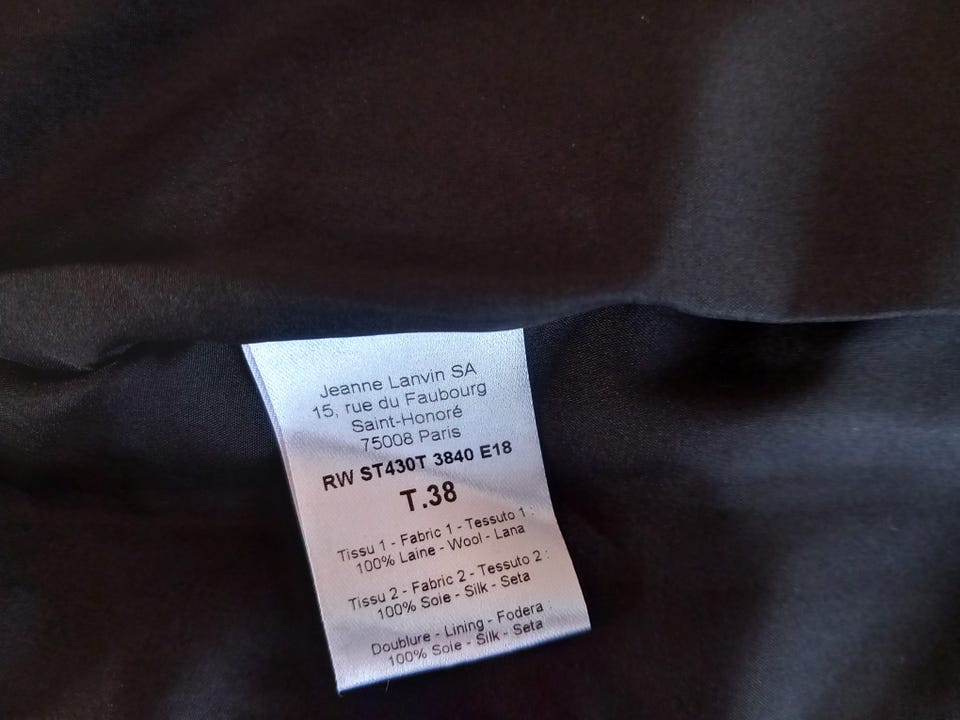 Jeanne Lanvin SA
15, rue du Faubourg
Saint-Honoré
75008 Paris
RW ST430T 3840 E18
T.38
Tissu 1 - Fabric 1 - Tessuto 1 :
100% Laine - Wool - Lana
Tissu 2 - Fabric 2 - Tessuto 2 :
100% Soie - Silk - Seta
Doublure - Lining - Fodera :
100% Soie - Silk - Seta